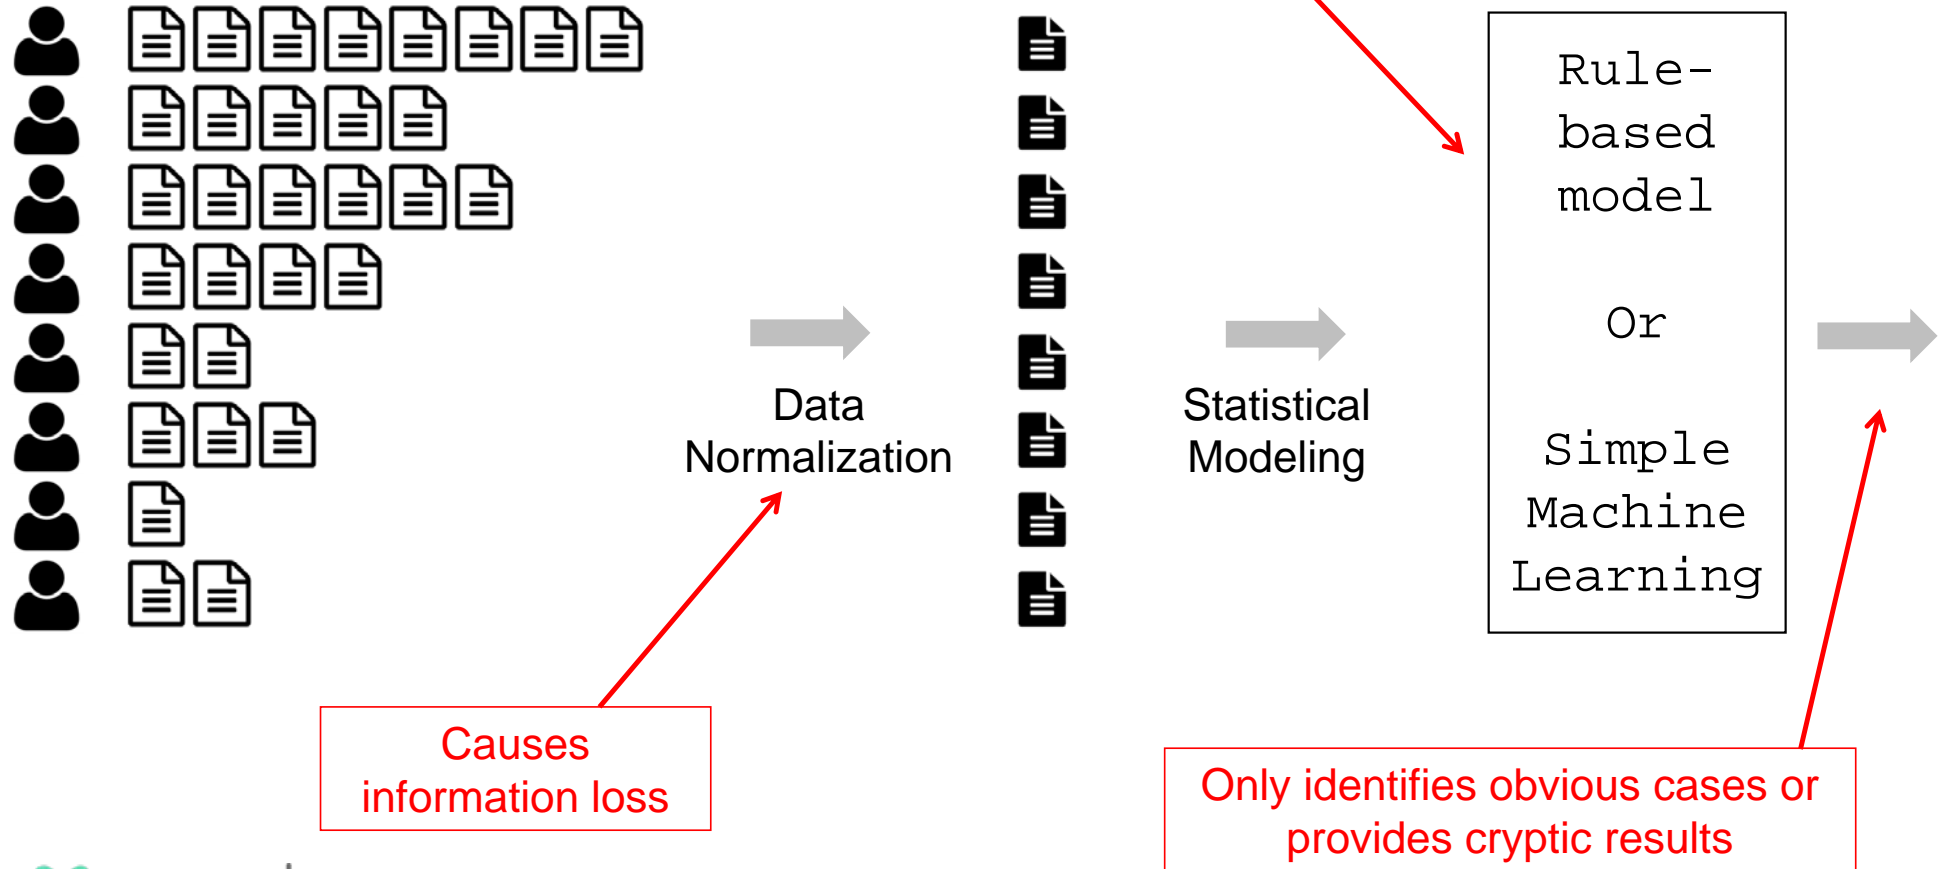 Rule-
based
model
Or
Simple
Machine
Learning
Data
Normalization
Statistical
Modeling
Causes
information loss
Only identifies obvious cases or
provides cryptic results